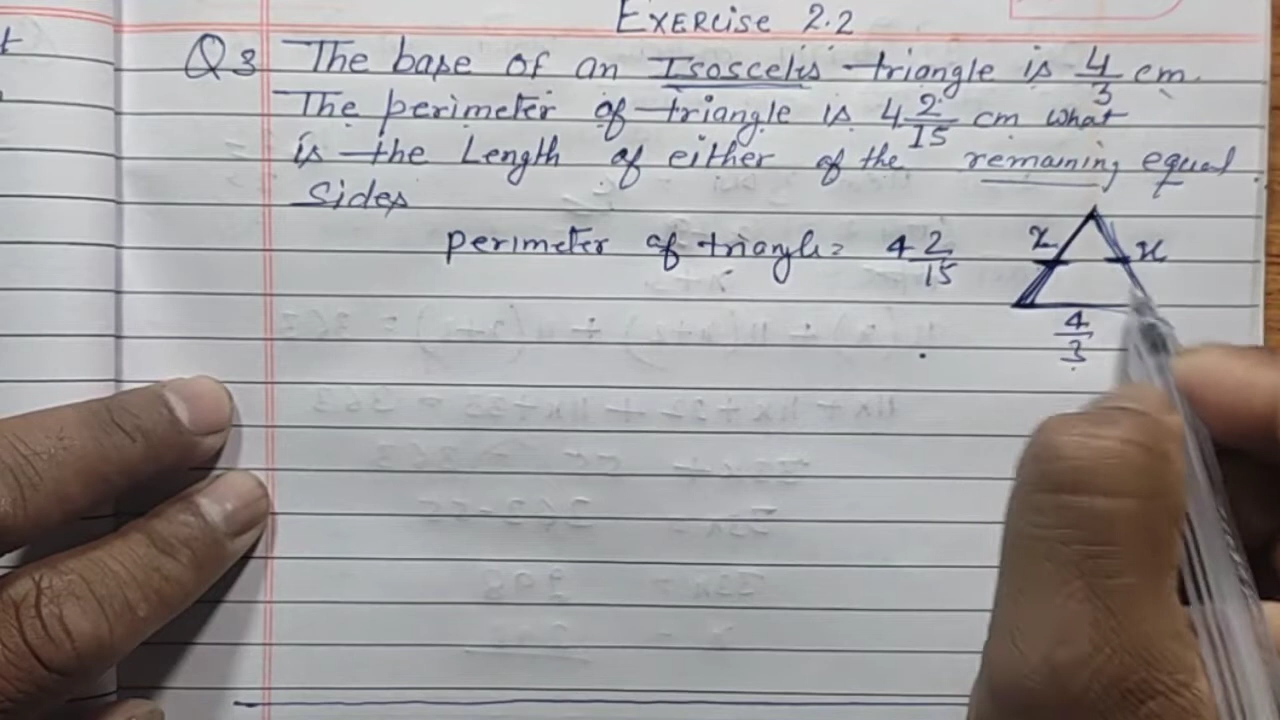 Exercise 2.2
t
Q 3 The base of an Isoscelis triangle is 4/3 cm.
The perimeter of triangle is 4 2/15 cm what
is the Length of either of the remaining equal
Sides
perimeter of triangle = 4 2/15
x x
4/3